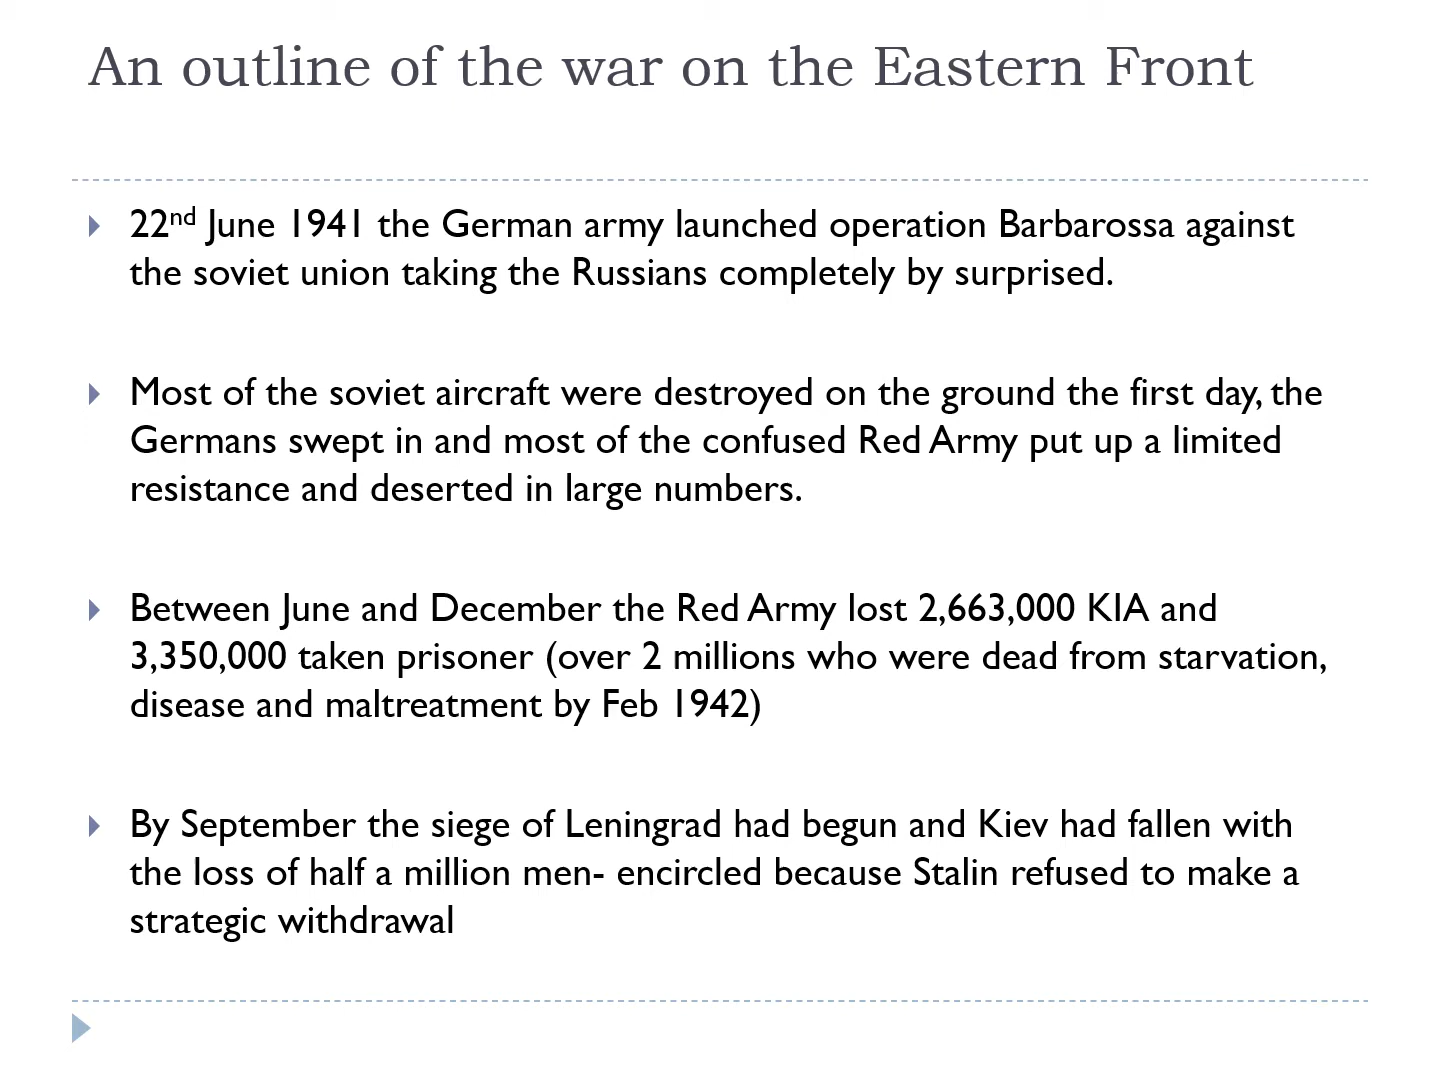 An outline of the war on the Eastern Front
22nd June 1941 the German army launched operation Barbarossa against
the soviet union taking the Russians completely by surprised.
Most of the soviet aircraft were destroyed on the ground the first day, the
Germans swept in and most of the confused Red Army put up a limited
resistance and deserted in large numbers.
Between June and December the Red Army lost 2,663,000 KIA and
3,350,000 taken prisoner (over 2 millions who were dead from starvation,
disease and maltreatment by Feb 1942)
By September the siege of Leningrad had begun and Kiev had fallen with
the loss of half a million men- encircled because Stalin refused to make a
strategic withdrawal